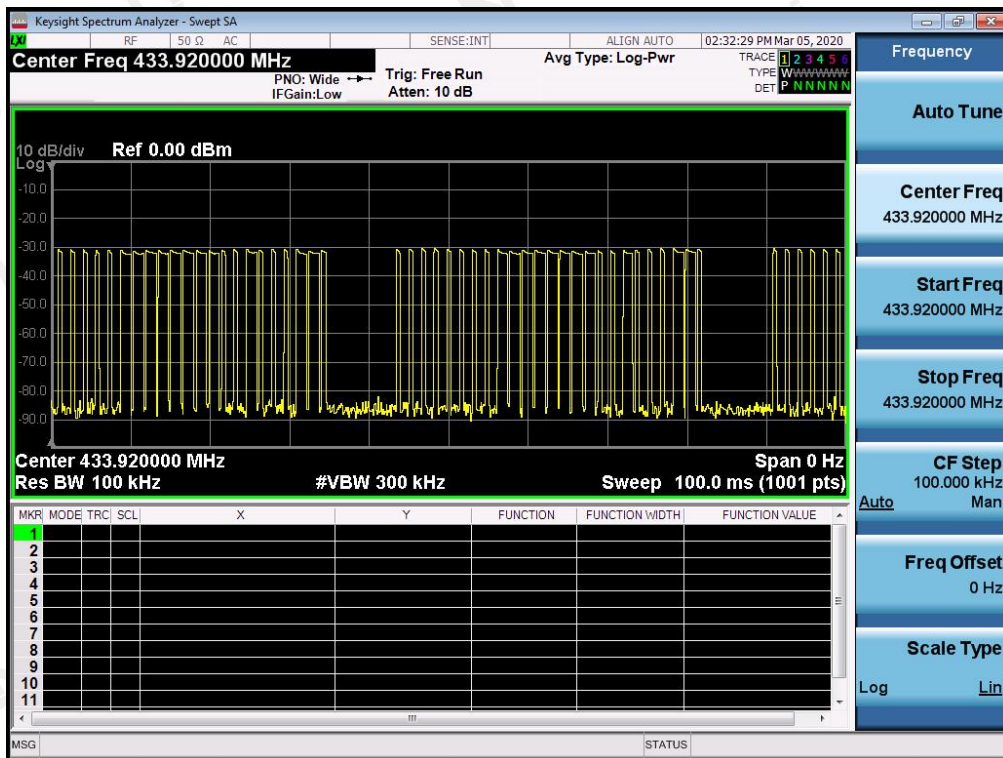 Keysight Spectrum Analyzer - Swept SA
LXI RF 50 Ω AC SENSE:INT ALIGN AUTO 02:32:29 PM Mar 05, 2020
Center Freq 433.920000 MHz
PNO: Wide Trig: Free Run Avg Type: Log-Pwr
IFGain:Low Atten: 10 dB
TRACE 1 2 3 4 5 6
TYPE WWWWWW
DET P N N N N N
10 dB/div Ref 0.00 dBm
Log
-10.0
-20.0
-30.0
-40.0
-50.0
-60.0
-70.0
-80.0
-90.0
Center 433.920000 MHz Span 0 Hz
Res BW 100 kHz #VBW 300 kHz Sweep 100.0 ms (1001 pts)
MKR MODE TRC SCL X Y FUNCTION FUNCTION WIDTH FUNCTION VALUE
1
2
3
4
5
6
7
8
9
10
11
MSG STATUS
Frequency
Auto Tune
Center Freq
433.920000 MHz
Start Freq
433.920000 MHz
Stop Freq
433.920000 MHz
CF Step
100.000 kHz
Auto Man
Freq Offset
0 Hz
Scale Type
Log Lin